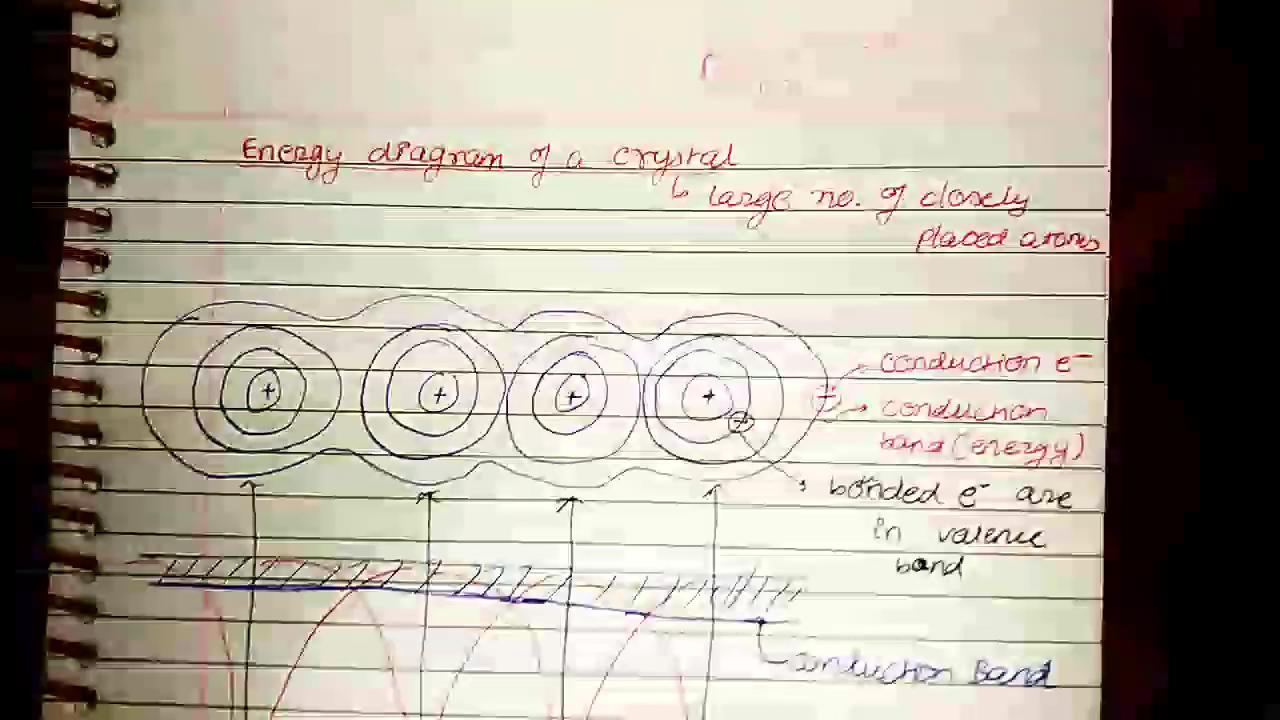 Energy diagram of a crystal
↳ large no. of closely
placed atoms
+ + + +
conduction e⁻
conduction
band (energy)
bonded e⁻ are
in valence
band
conduction Band